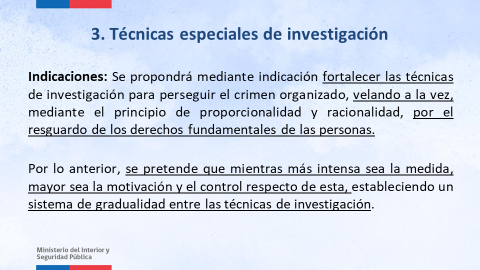 3. Técnicas especiales de investigación
Indicaciones: Se propondrá mediante indicación fortalecer las técnicas
de investigación para perseguir el crimen organizado, velando a la vez,
mediante el principio de proporcionalidad y racionalidad, por el
resguardo de los derechos fundamentales de las personas.
Por lo anterior, se pretende que mientras más intensa sea la medida,
mayor sea la motivación y el control respecto de esta, estableciendo un
sistema de gradualidad entre las técnicas de investigación.
Ministerio del Interior y
Seguridad Pública